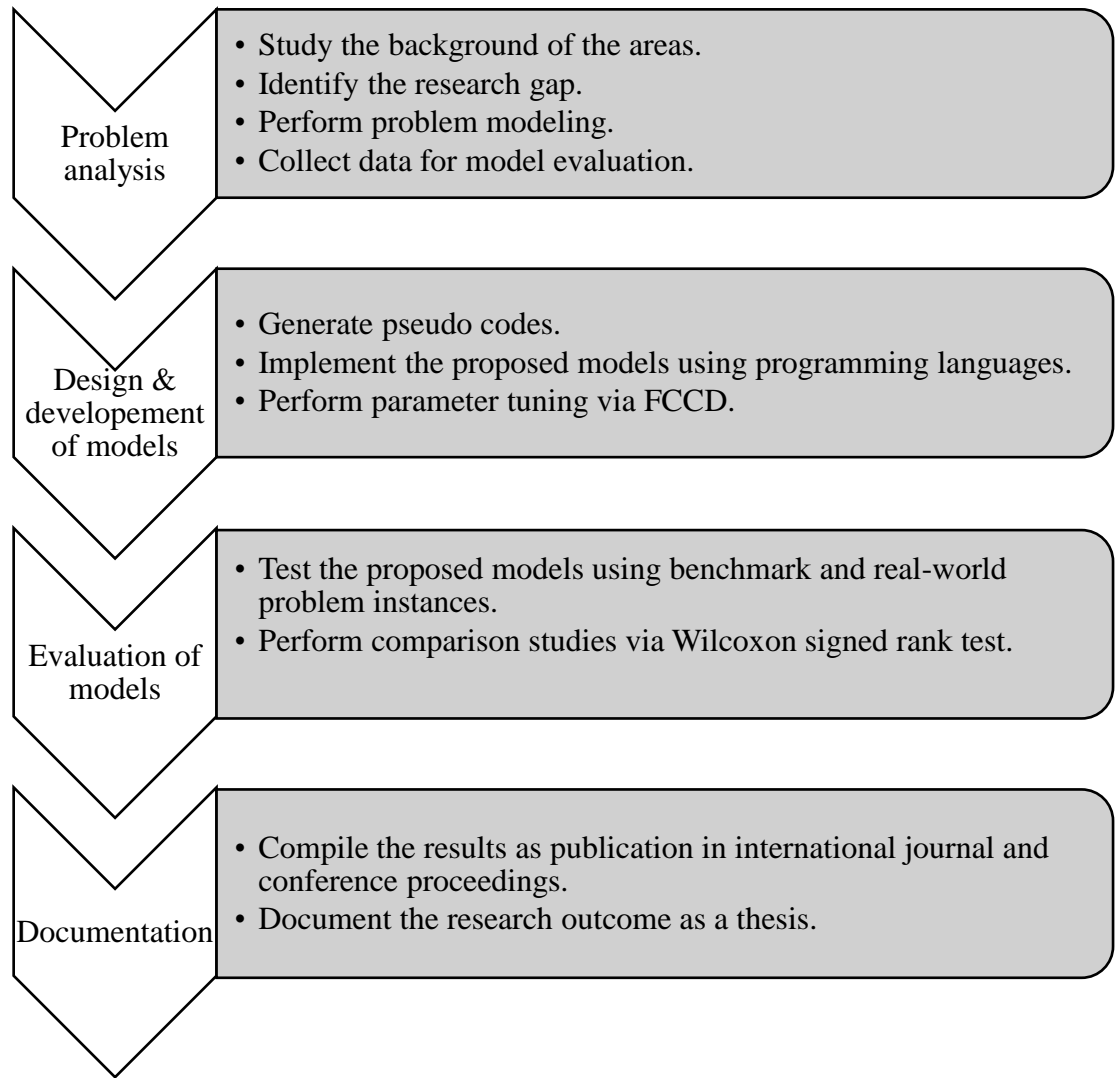 Problem
analysis
• Study the background of the areas.
• Identify the research gap.
• Perform problem modeling.
• Collect data for model evaluation.
Design &
developement
of models
• Generate pseudo codes.
• Implement the proposed models using programming languages.
• Perform parameter tuning via FCCD.
Evaluation of
models
• Test the proposed models using benchmark and real-world
problem instances.
• Perform comparison studies via Wilcoxon signed rank test.
Documentation
• Compile the results as publication in international journal and
conference proceedings.
• Document the research outcome as a thesis.